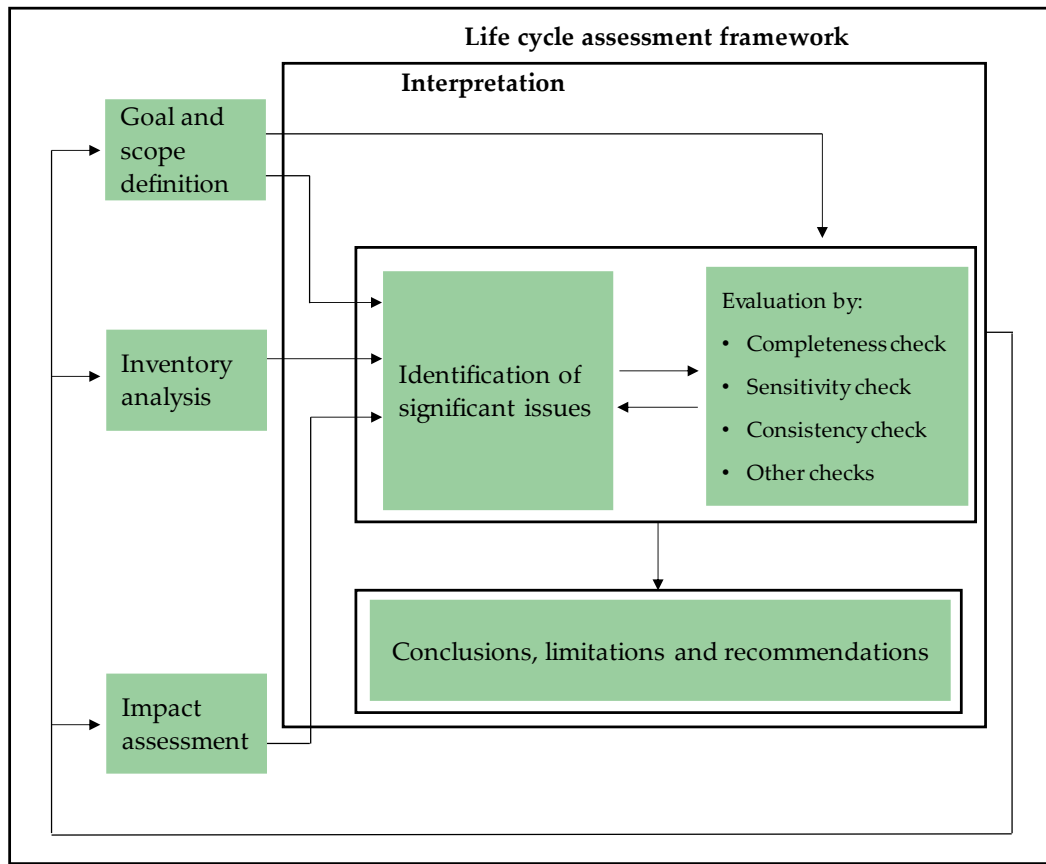 Life cycle assessment framework
Interpretation
Goal and
scope
definition
Inventory
analysis
Impact
assessment
Identification of
significant issues
Evaluation by:
• Completeness check
• Sensitivity check
• Consistency check
• Other checks
Conclusions, limitations and recommendations